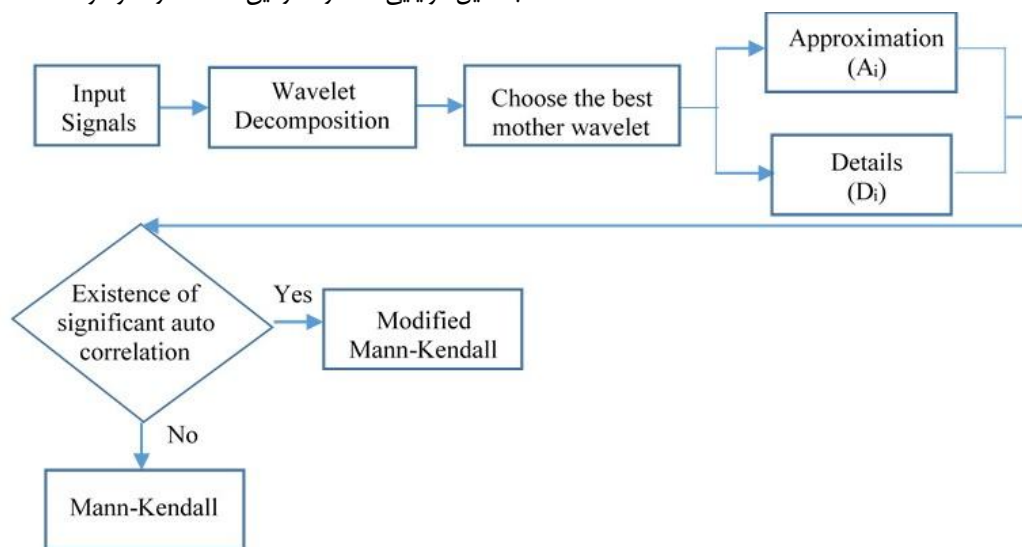 Input
Signals
Wavelet
Decomposition
Choose the best
mother wavelet
Approximation
(Ai)
Details
(Di)
Existence of
significant auto
correlation
Yes
Modified
Mann-Kendall
No
Mann-Kendall